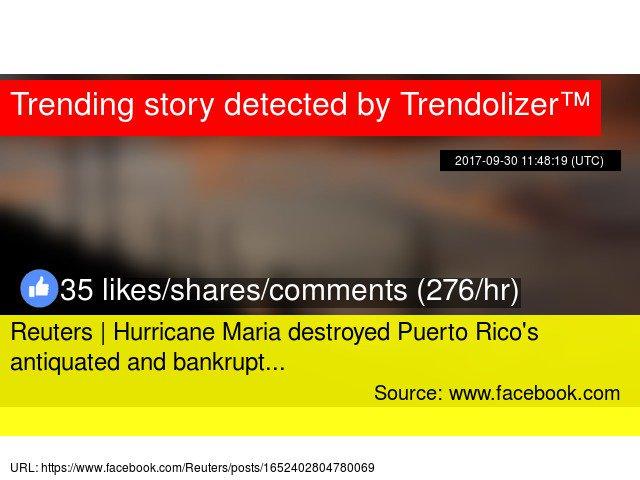 Trending story detected by Trendolizer™
2017-09-30 11:48:19 (UTC)
35 likes/shares/comments (276/hr)
Reuters | Hurricane Maria destroyed Puerto Rico's
antiquated and bankrupt...
Source: www.facebook.com
URL: https://www.facebook.com/Reuters/posts/1652402804780069